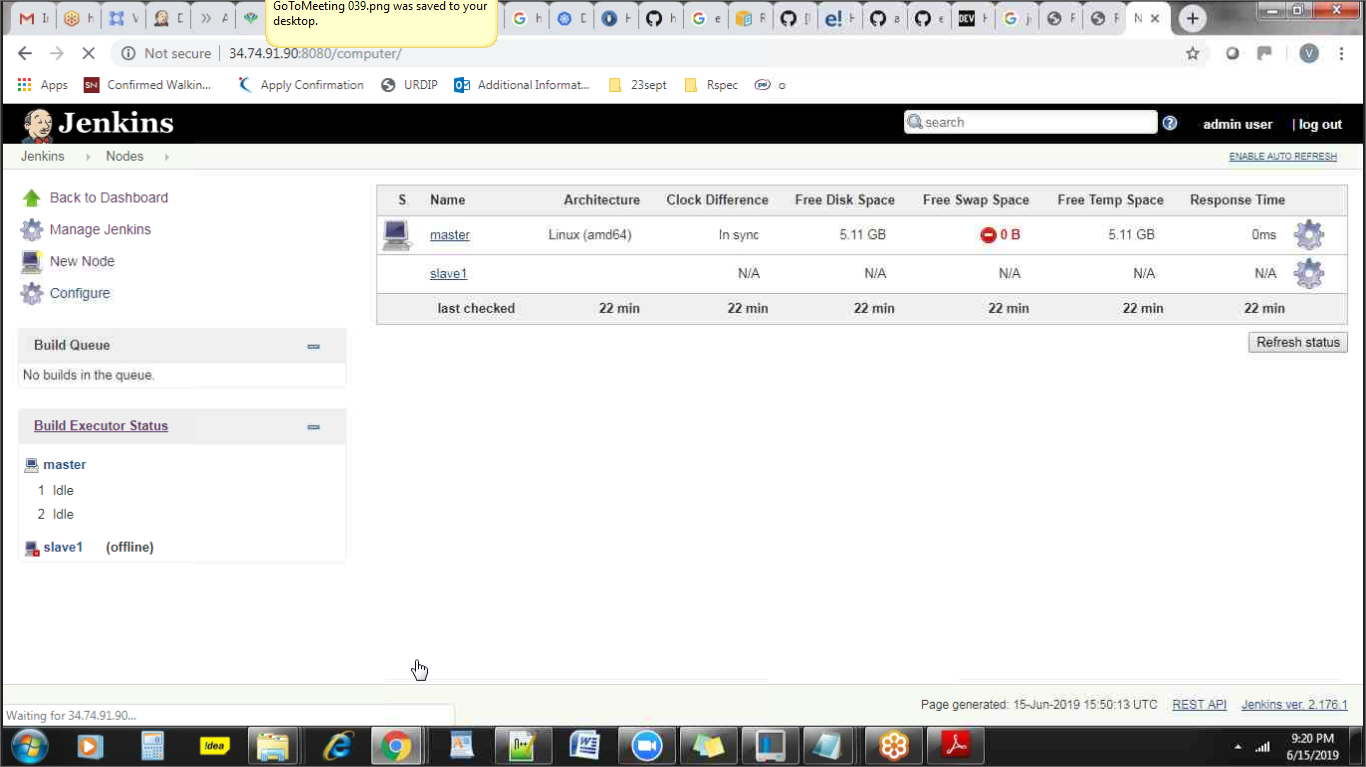 GoToMeeting 039.png was saved to your
desktop.
Not secure | 34.74.91.90:8080/computer/
Apps SN Confirmed Walkin... Apply Confirmation URDIP Additional Informat... 23sept Rspec
Jenkins
search
admin user | log out
Jenkins Nodes
ENABLE AUTO REFRESH
Back to Dashboard
Manage Jenkins
New Node
Configure
S Name Architecture Clock Difference Free Disk Space Free Swap Space Free Temp Space Response Time
master Linux (amd64) In sync 5.11 GB 0 B 5.11 GB 0ms
slave1 N/A N/A N/A N/A N/A
last checked 22 min 22 min 22 min 22 min 22 min 22 min
Refresh status
Build Queue
No builds in the queue.
Build Executor Status
master
1 Idle
2 Idle
slave1 (offline)
Page generated: 15-Jun-2019 15:50:13 UTC REST API Jenkins ver. 2.176.1
Waiting for 34.74.91.90...
!dea
9:20 PM
6/15/2019